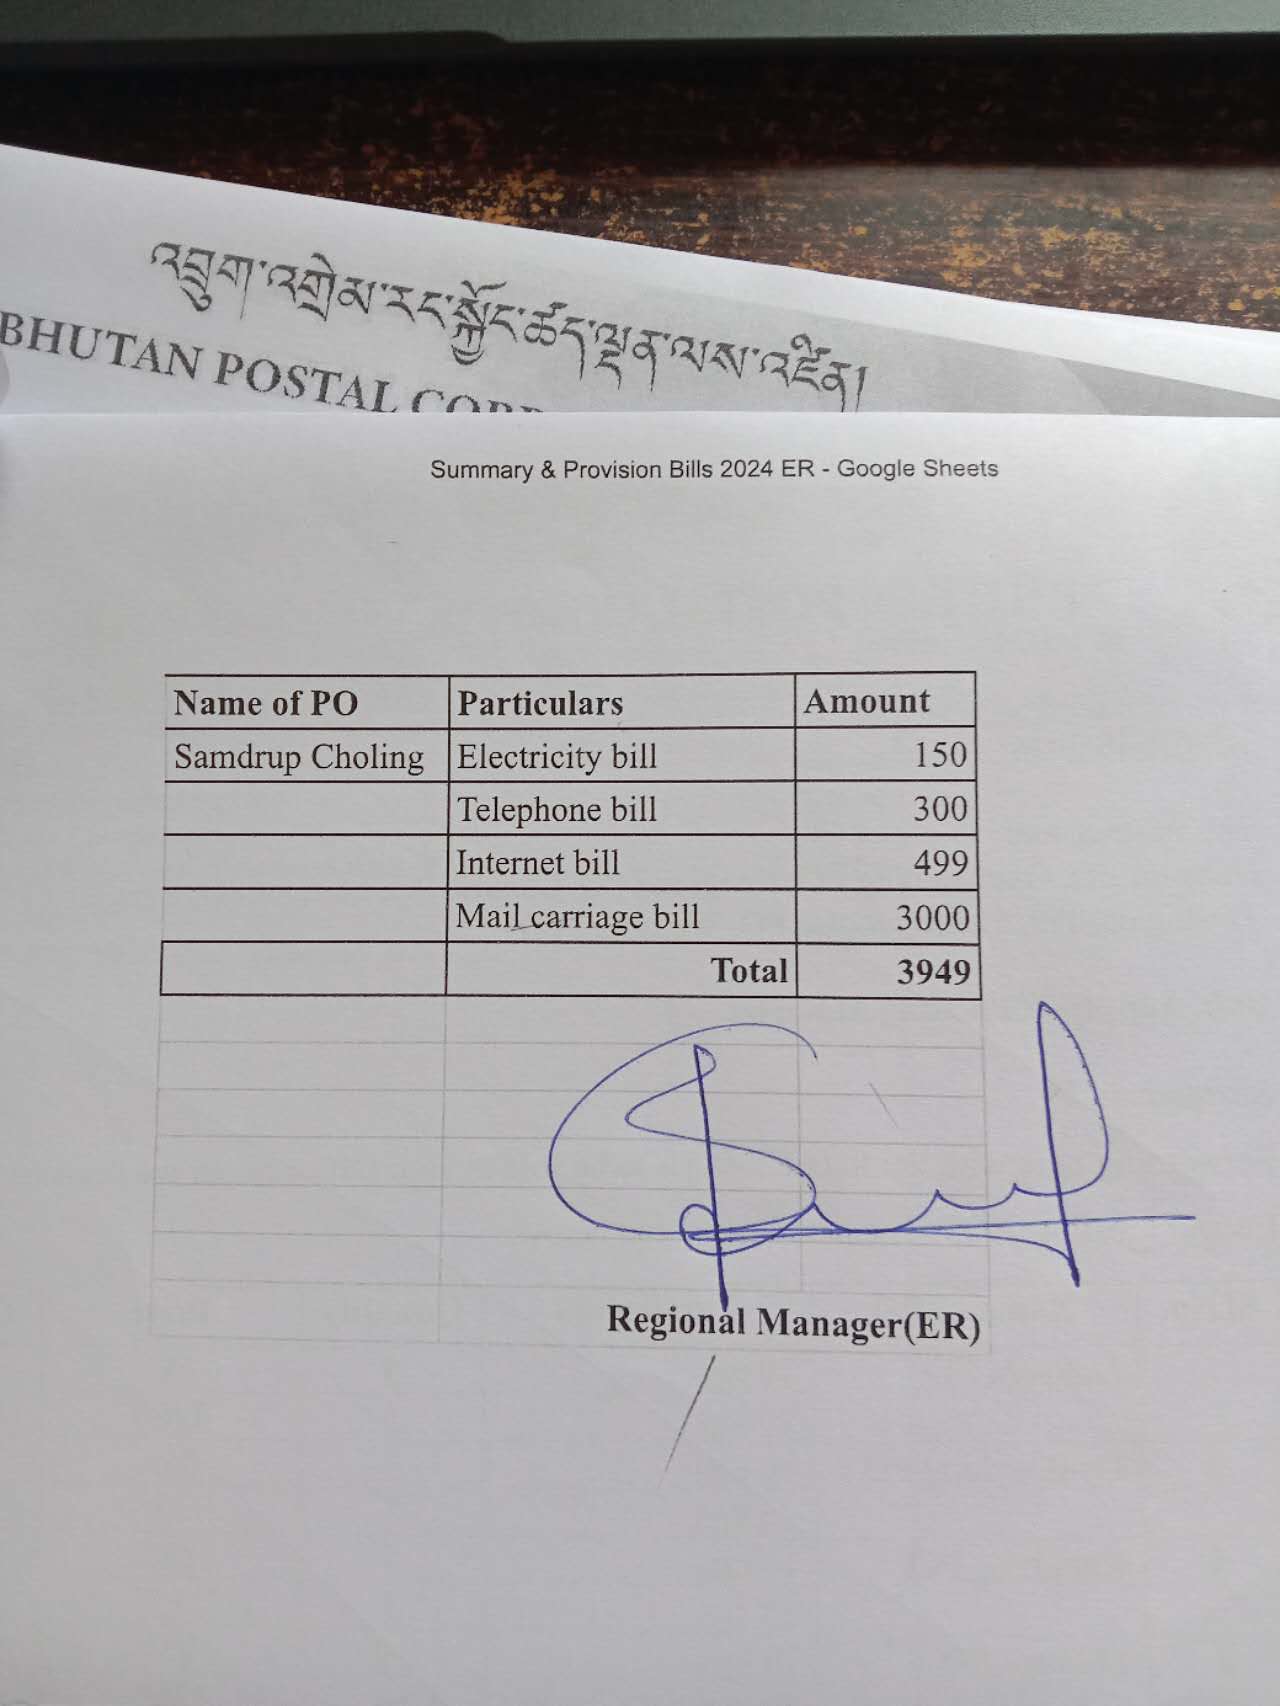 འབྲུག་འགྲེམ་རང་སྐྱོང་ཚད་ལྡན་ལས་འཛིན།
BHUTAN POSTAL
Summary & Provision Bills 2024 ER - Google Sheets
Name of PO Particulars Amount
Samdrup Choling Electricity bill 150
Telephone bill 300
Internet bill 499
Mail carriage bill 3000
Total 3949
Regional Manager(ER)